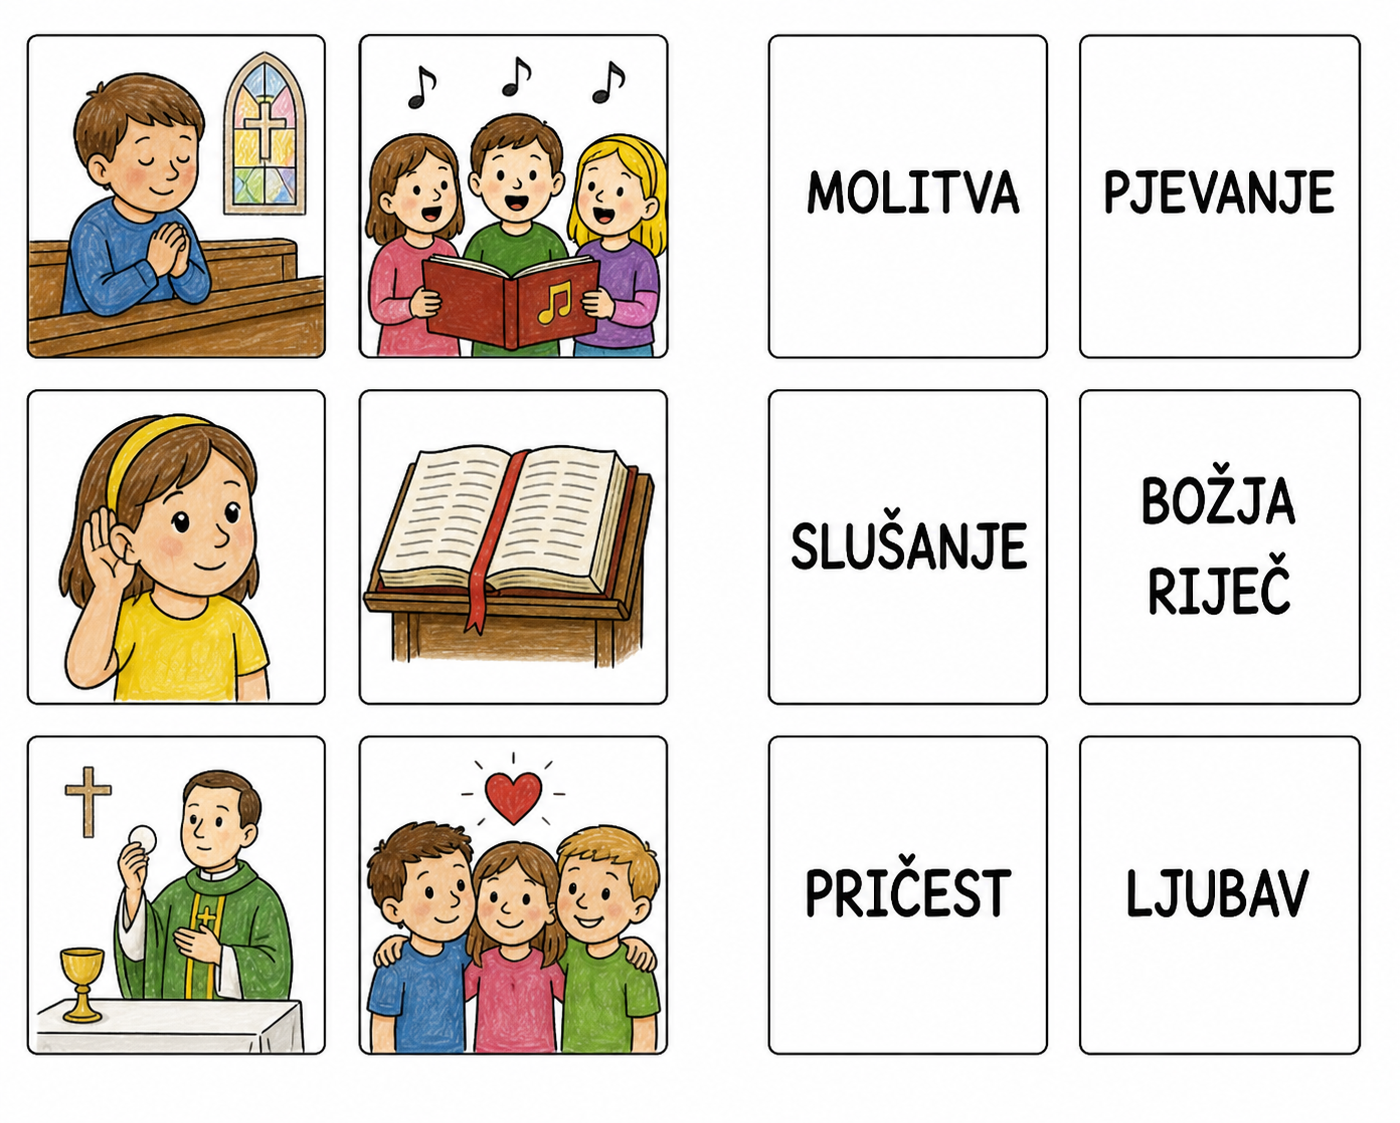 MOLITVA
PJEVANJE
SLUŠANJE
BOŽJA
RIJEČ
PRIČEST
LJUBAV